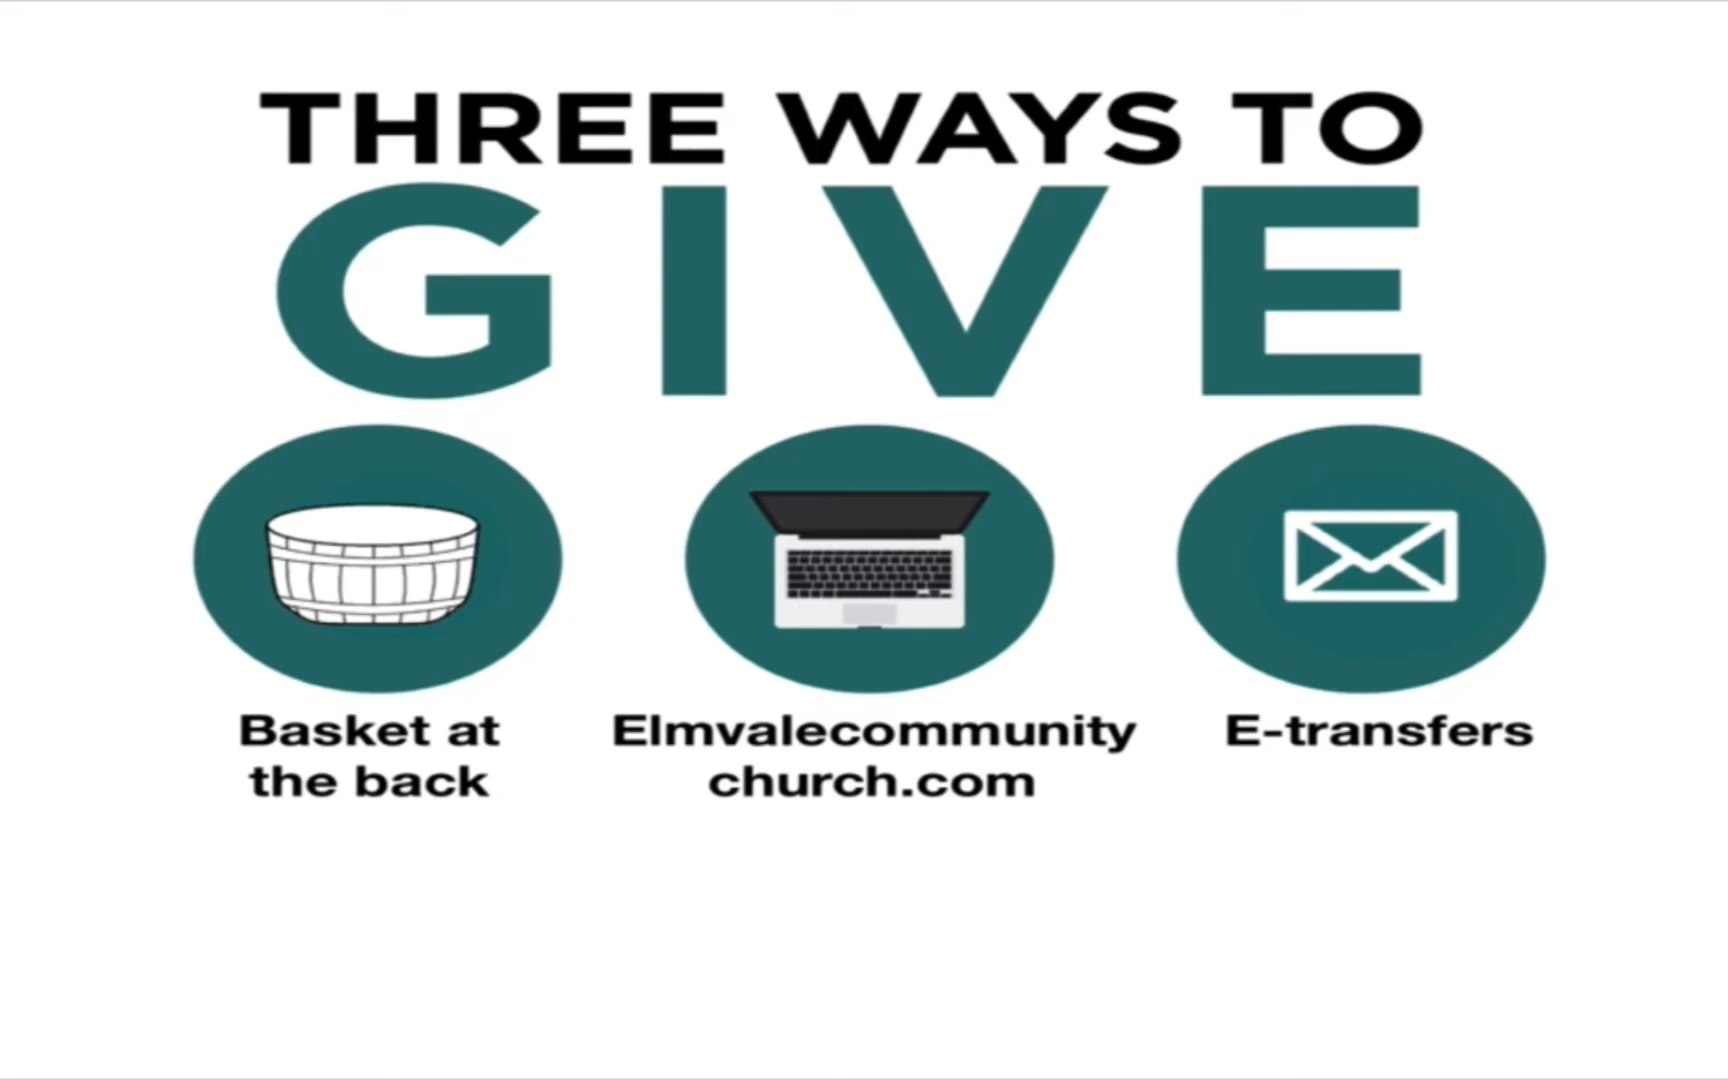 THREE WAYS TO
GIVE
Basket at
the back
Elmvalecommunity
church.com
E-transfers